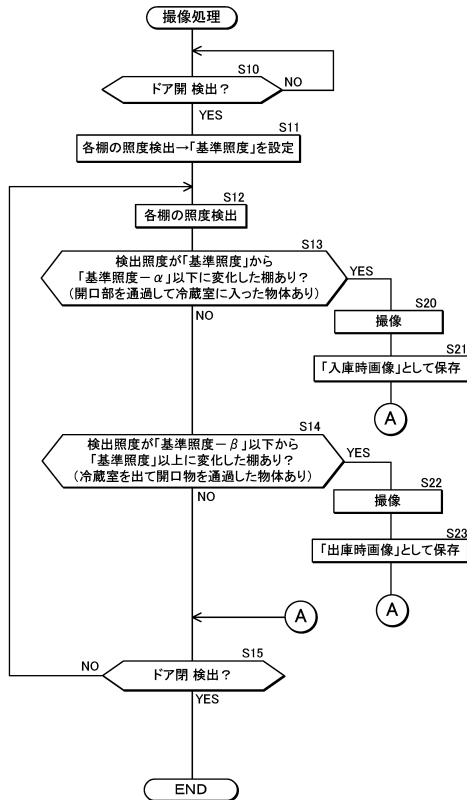 撮像処理
S10
ドア開 検出？
NO
YES
S11
各棚の照度検出→「基準照度」を設定
S12
各棚の照度検出
S13
検出照度が「基準照度」から
「基準照度－α」以下に変化した棚あり？
（開口部を通過して冷蔵室に入った物体あり）
YES
NO
S20
撮像
S21
「入庫時画像」として保存
A
S14
検出照度が「基準照度－β」以下から
「基準照度」以上に変化した棚あり？
（冷蔵室を出て開口物を通過した物体あり）
YES
NO
S22
撮像
S23
「出庫時画像」として保存
A
A
S15
NO
ドア閉 検出？
YES
END